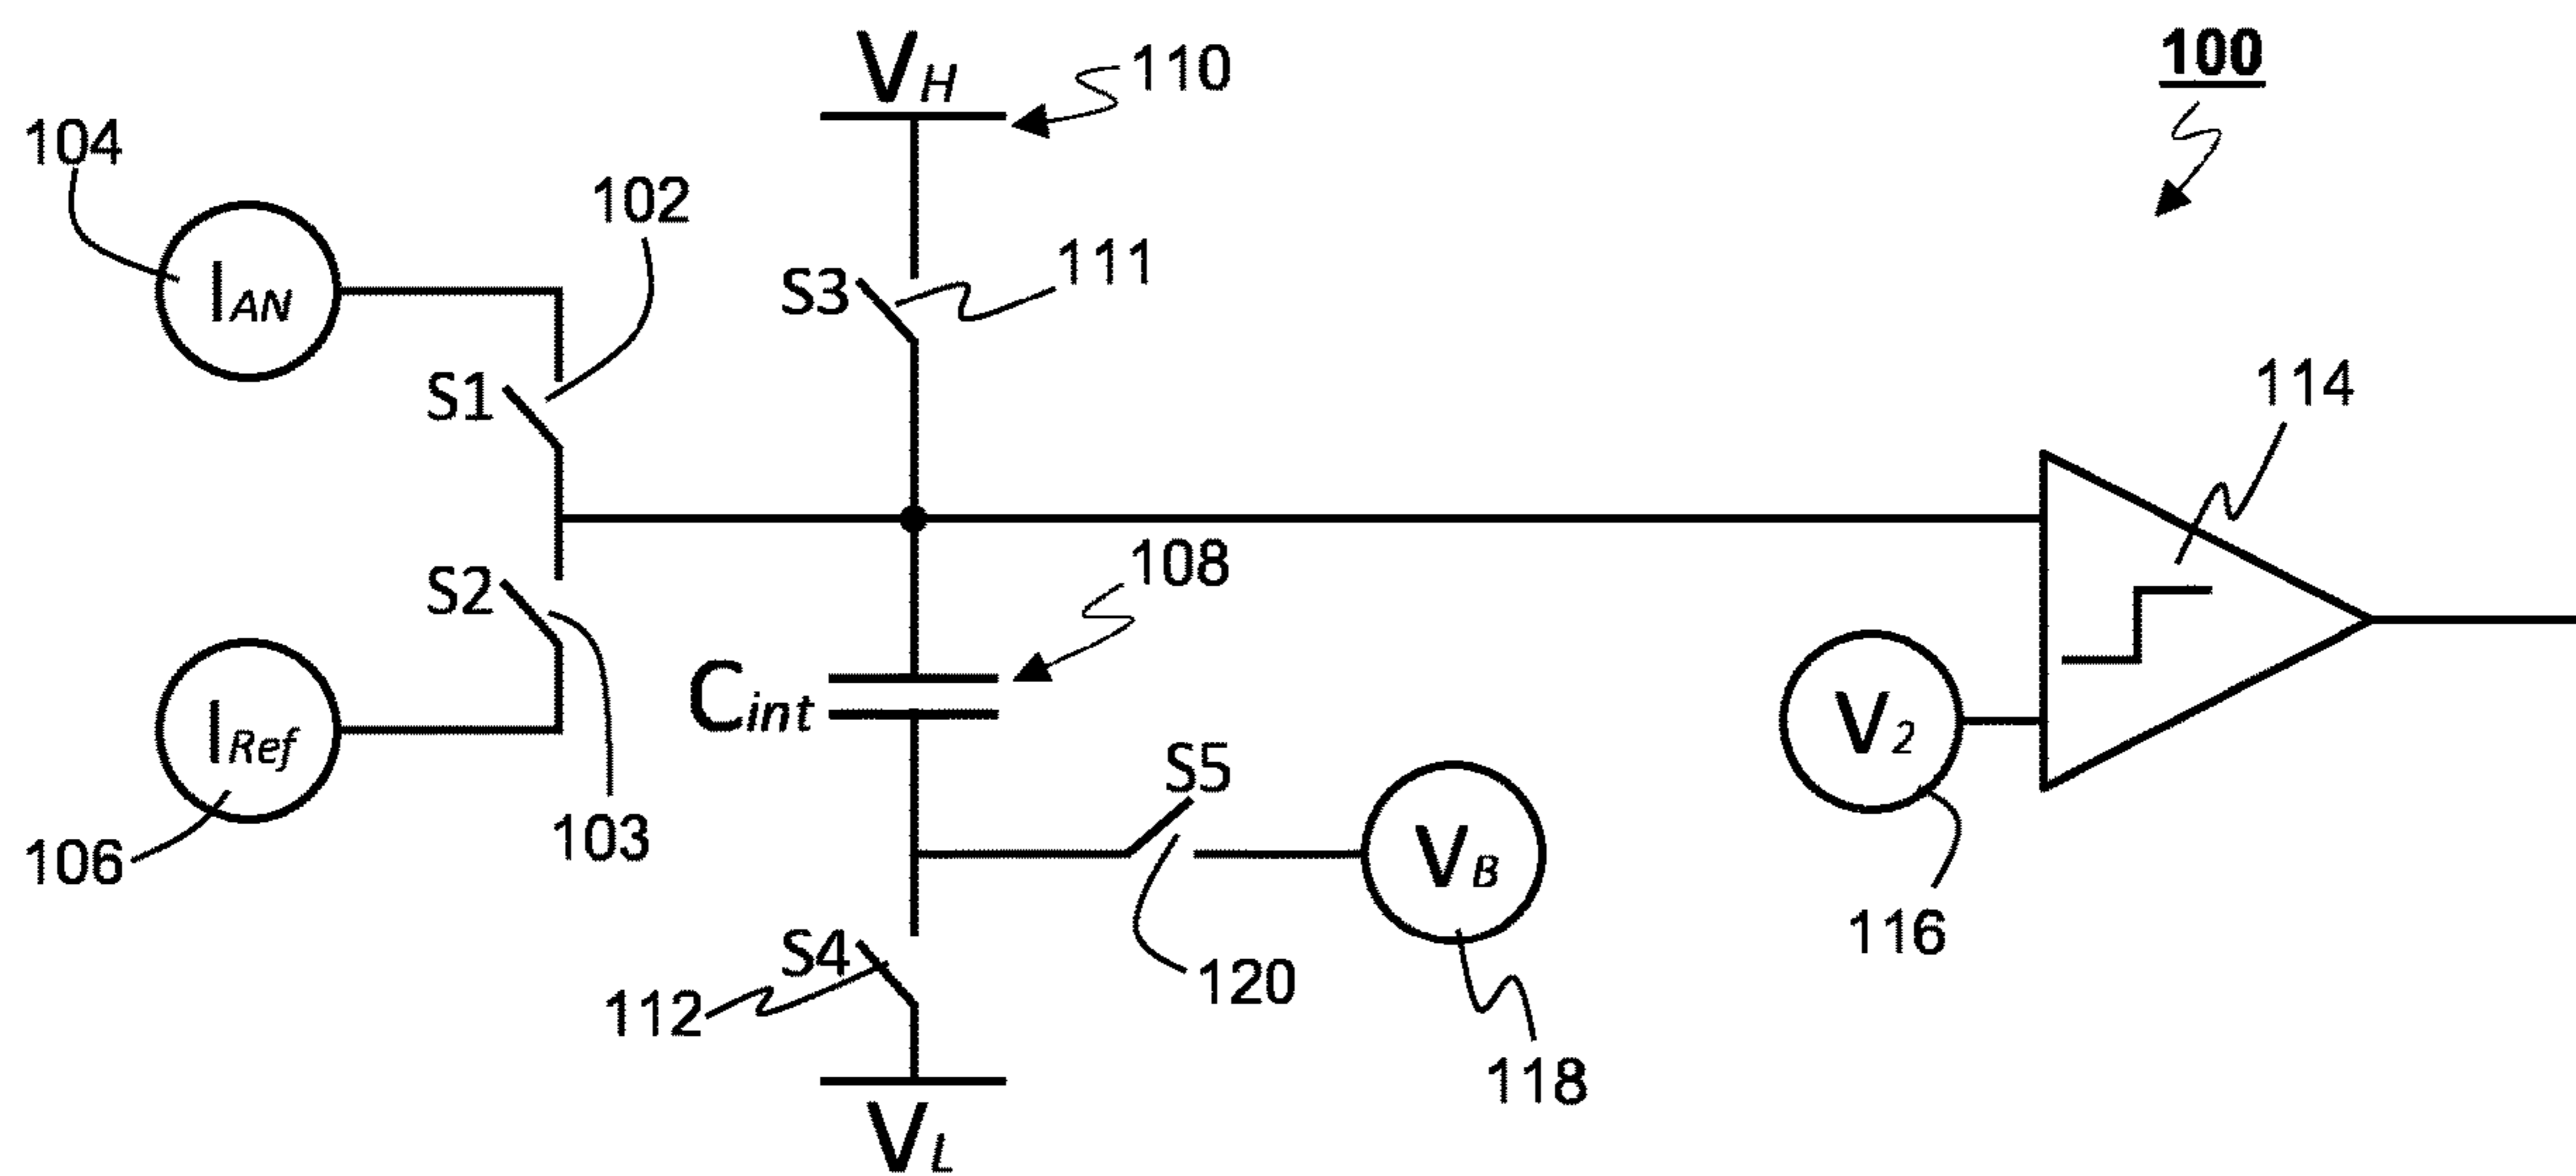 V_H
110
100
104
102
I_AN
S3
111
S1
114
S2
108
C_int
I_Ref
V_2
S5
103
106
V_B
S4
116
120
112
118
V_L